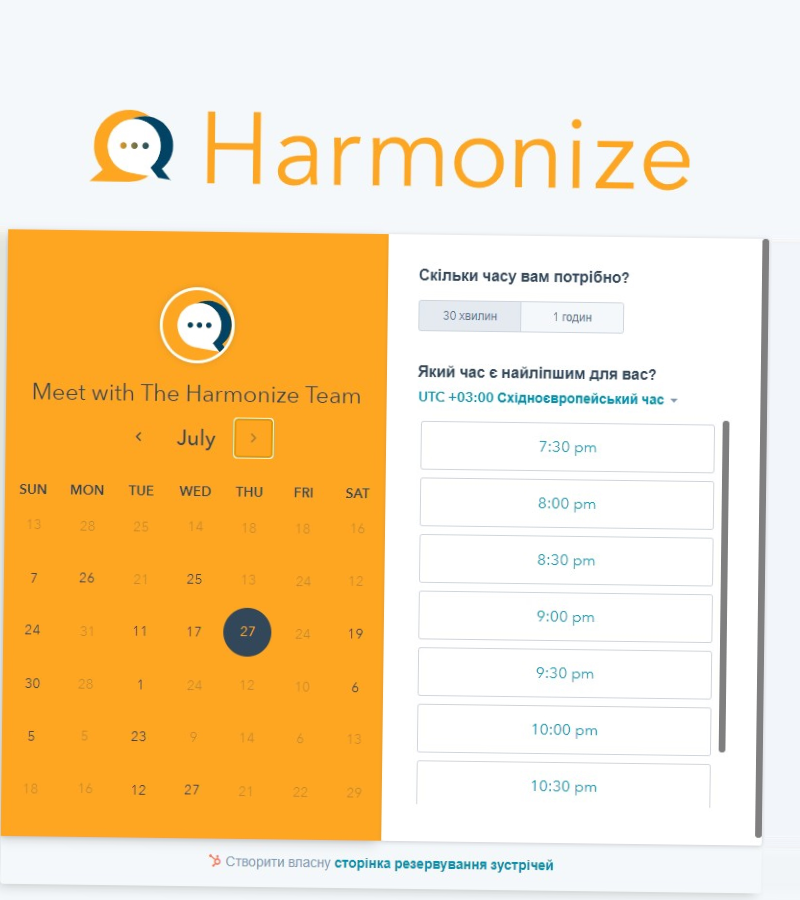 Harmonize
Meet with The Harmonize Team
July
SUN MON TUE WED THU FRI SAT
13 28 25 14 18 18 16
7 26 21 25 13 24 12
24 31 11 17 27 24 19
30 28 1 24 12 10 6
5 5 23 9 14 6 13
18 16 12 27 21 22 29
Скільки часу вам потрібно?
30 хвилин 1 годин
Який час є найліпшим для вас?
UTC +03:00 Східноєвропейський час
7:30 pm
8:00 pm
8:30 pm
9:00 pm
9:30 pm
10:00 pm
10:30 pm
Створити власну сторінка резервування зустрічей